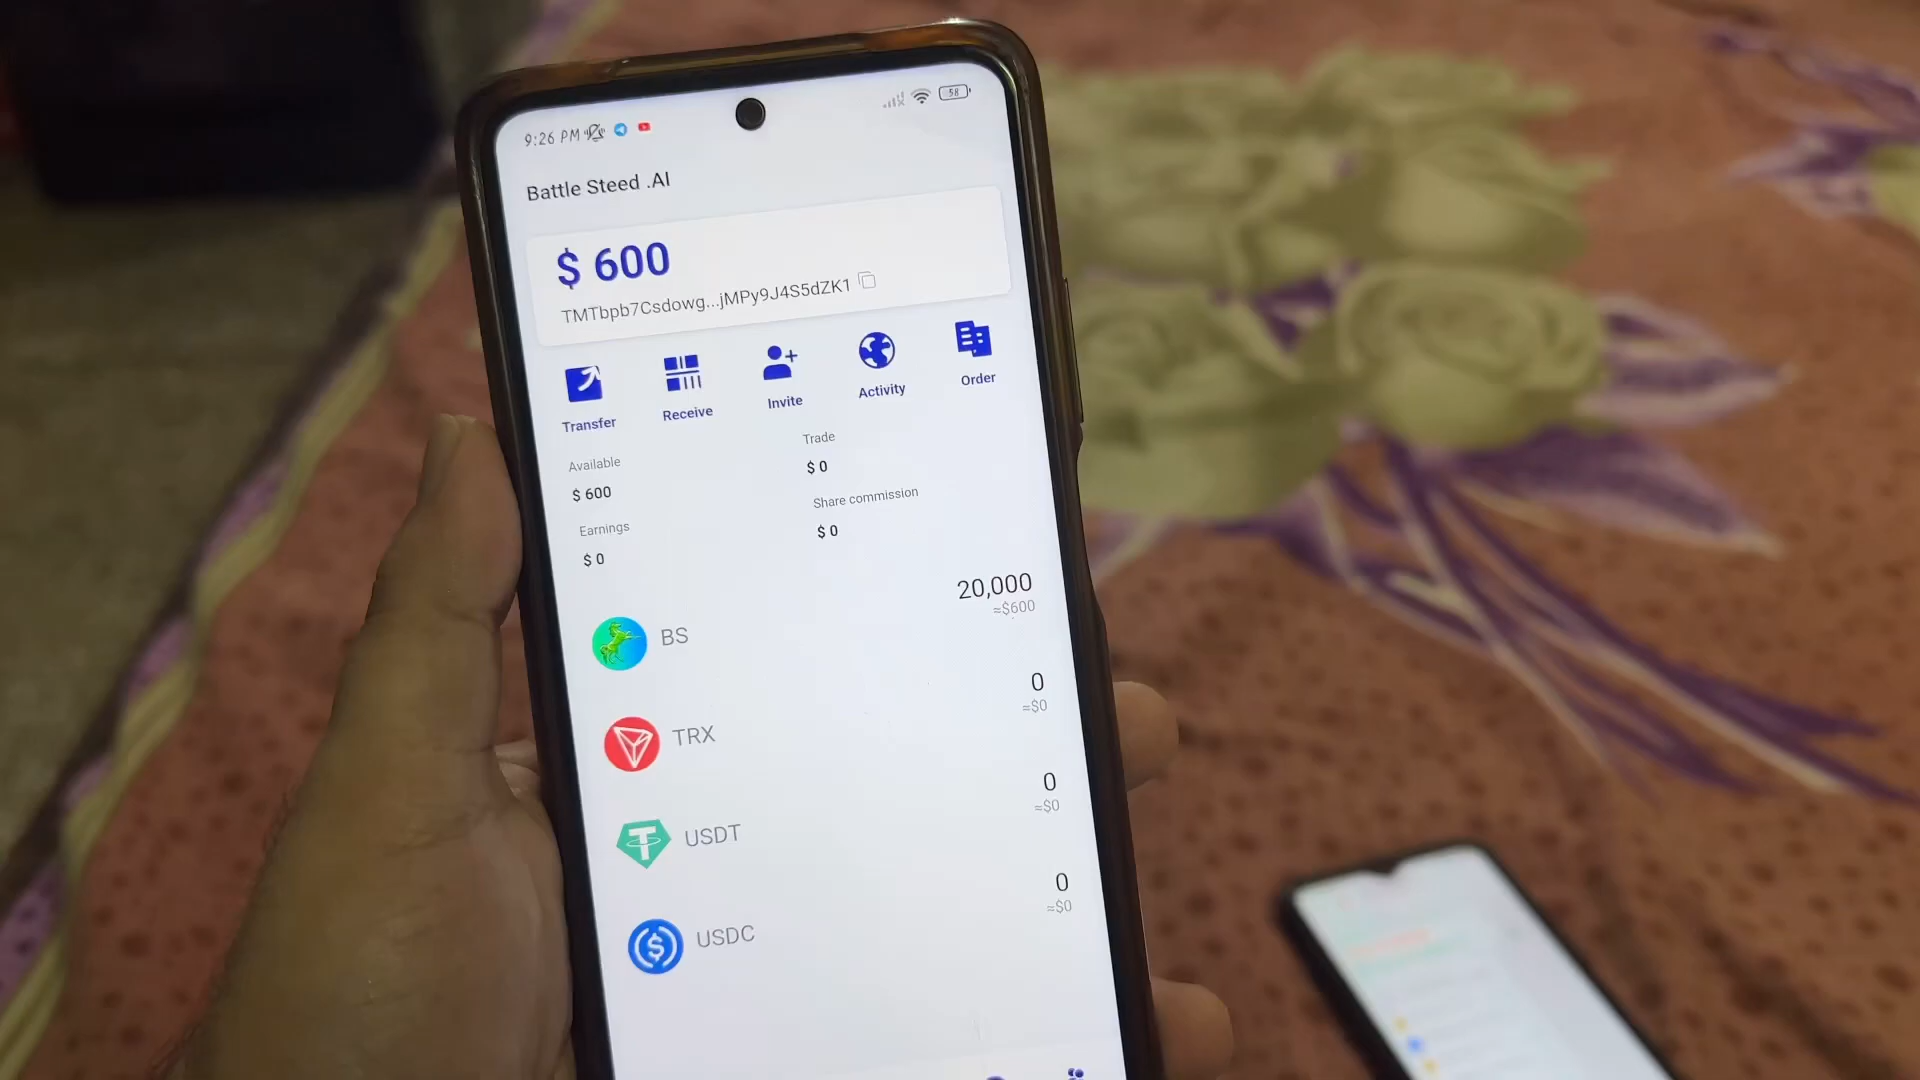 9:26 PM
58
Battle Steed .AI
$ 600
TMTbpb7Csdowg...jMPy9J4S5dZK1
Transfer
Receive
Invite
Activity
Order
Available
$ 600
Trade
$ 0
Earnings
$ 0
Share commission
$ 0
BS
20,000
≈$600
TRX
0
≈$0
USDT
0
≈$0
USDC
0
≈$0